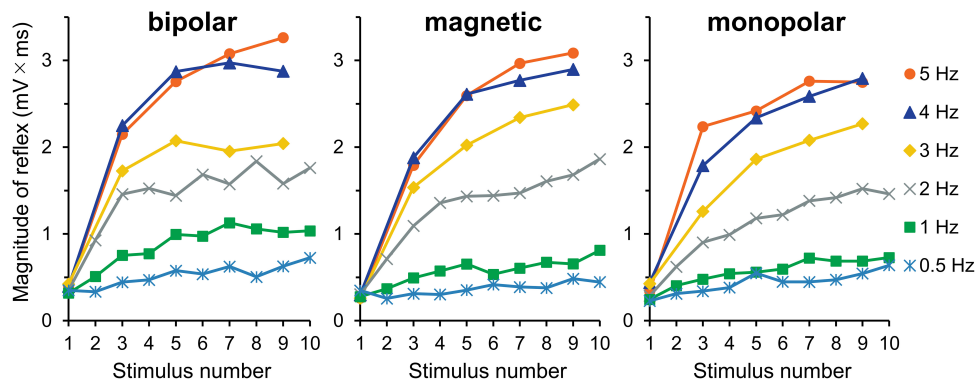 bipolar
magnetic
monopolar
Magnitude of reflex (mV × ms)
3
2
1
0
1 2 3 4 5 6 7 8 9 10
Stimulus number
3
2
1
0
1 2 3 4 5 6 7 8 9 10
Stimulus number
3
2
1
0
1 2 3 4 5 6 7 8 9 10
Stimulus number
5 Hz
4 Hz
3 Hz
2 Hz
1 Hz
0.5 Hz